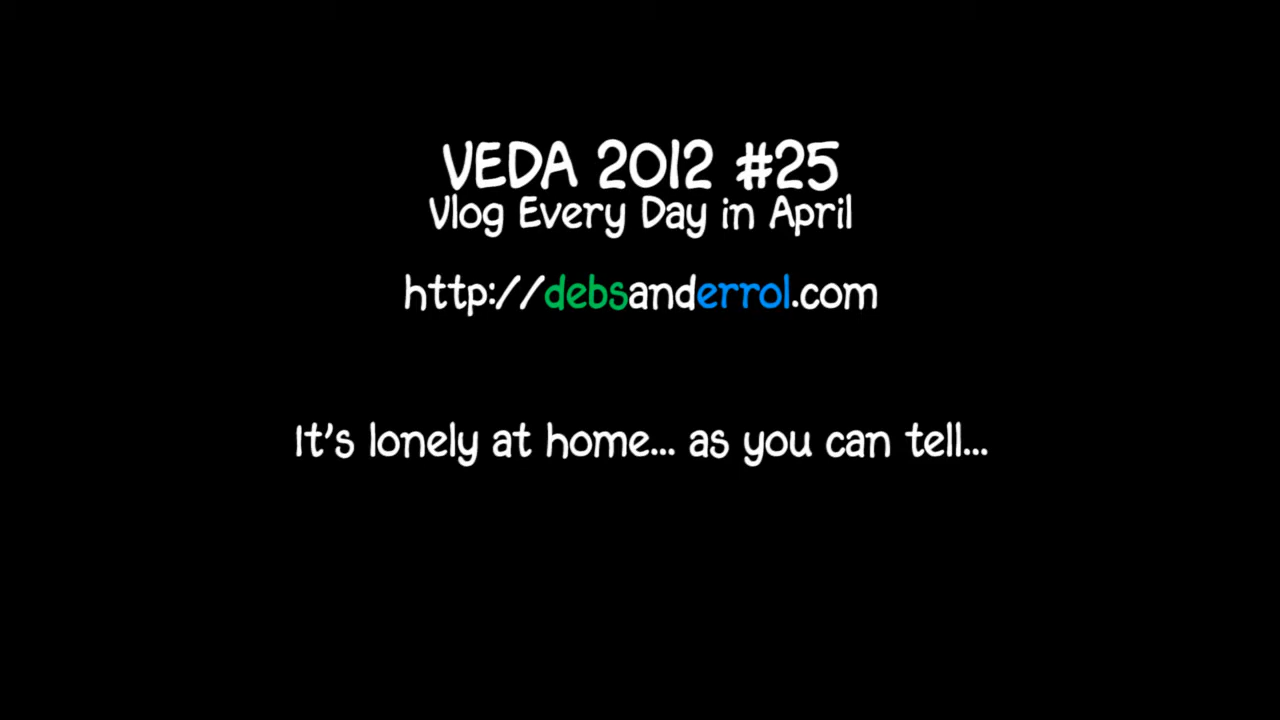 VEDA 2012 #25
Vlog Every Day in April
http://debsanderrol.com
It's lonely at home... as you can tell...